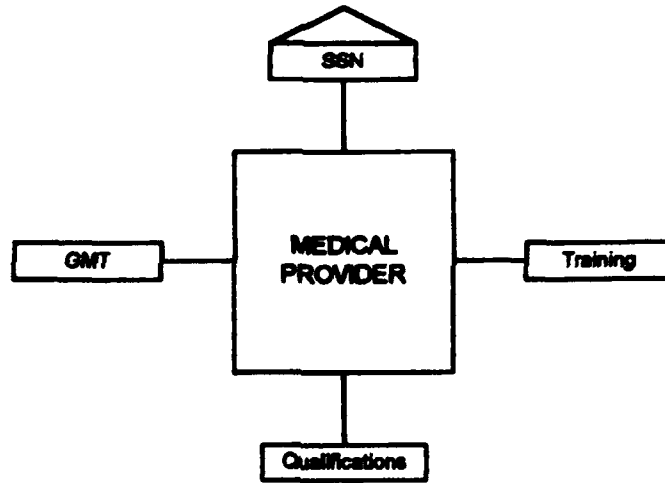 SSN
GMT
MEDICAL
PROVIDER
Training
Qualifications